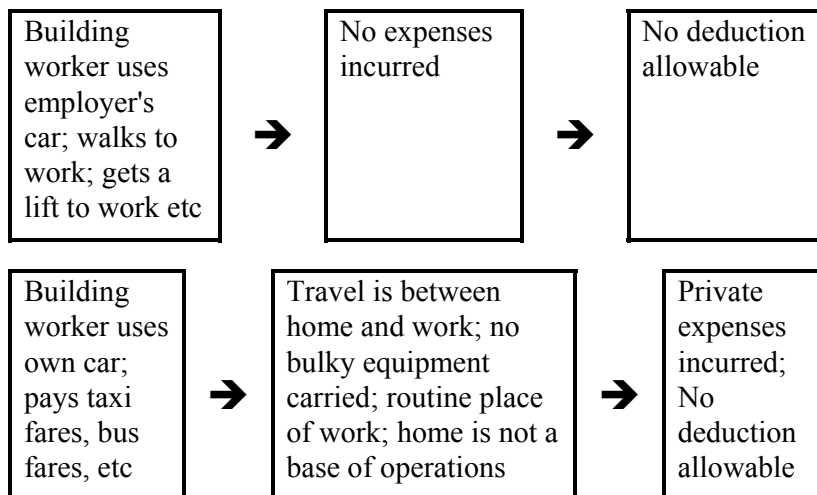 Building
worker uses
employer's
car; walks to
work; gets a
lift to work etc
No expenses
incurred
No deduction
allowable
Building
worker uses
own car;
pays taxi
fares, bus
fares, etc
Travel is between
home and work; no
bulky equipment
carried; routine place
of work; home is not a
base of operations
Private
expenses
incurred;
No
deduction
allowable